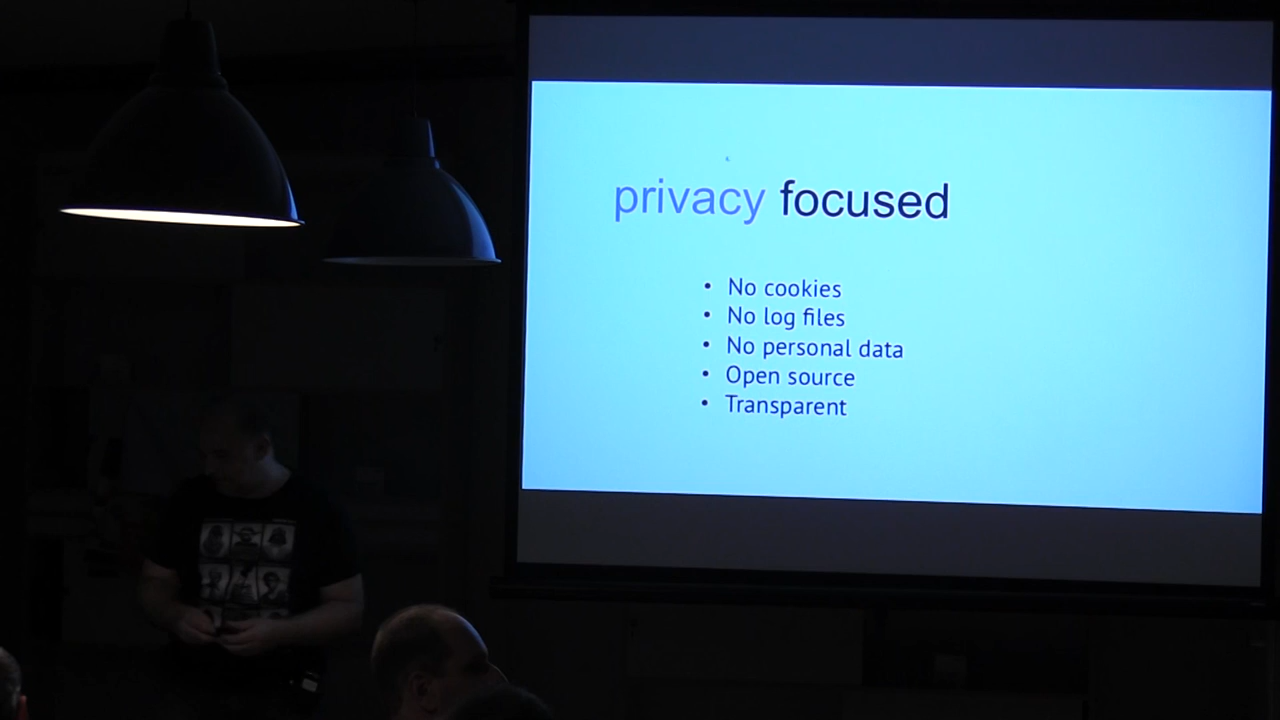 privacy focused
• No cookies
• No log files
• No personal data
• Open source
• Transparent